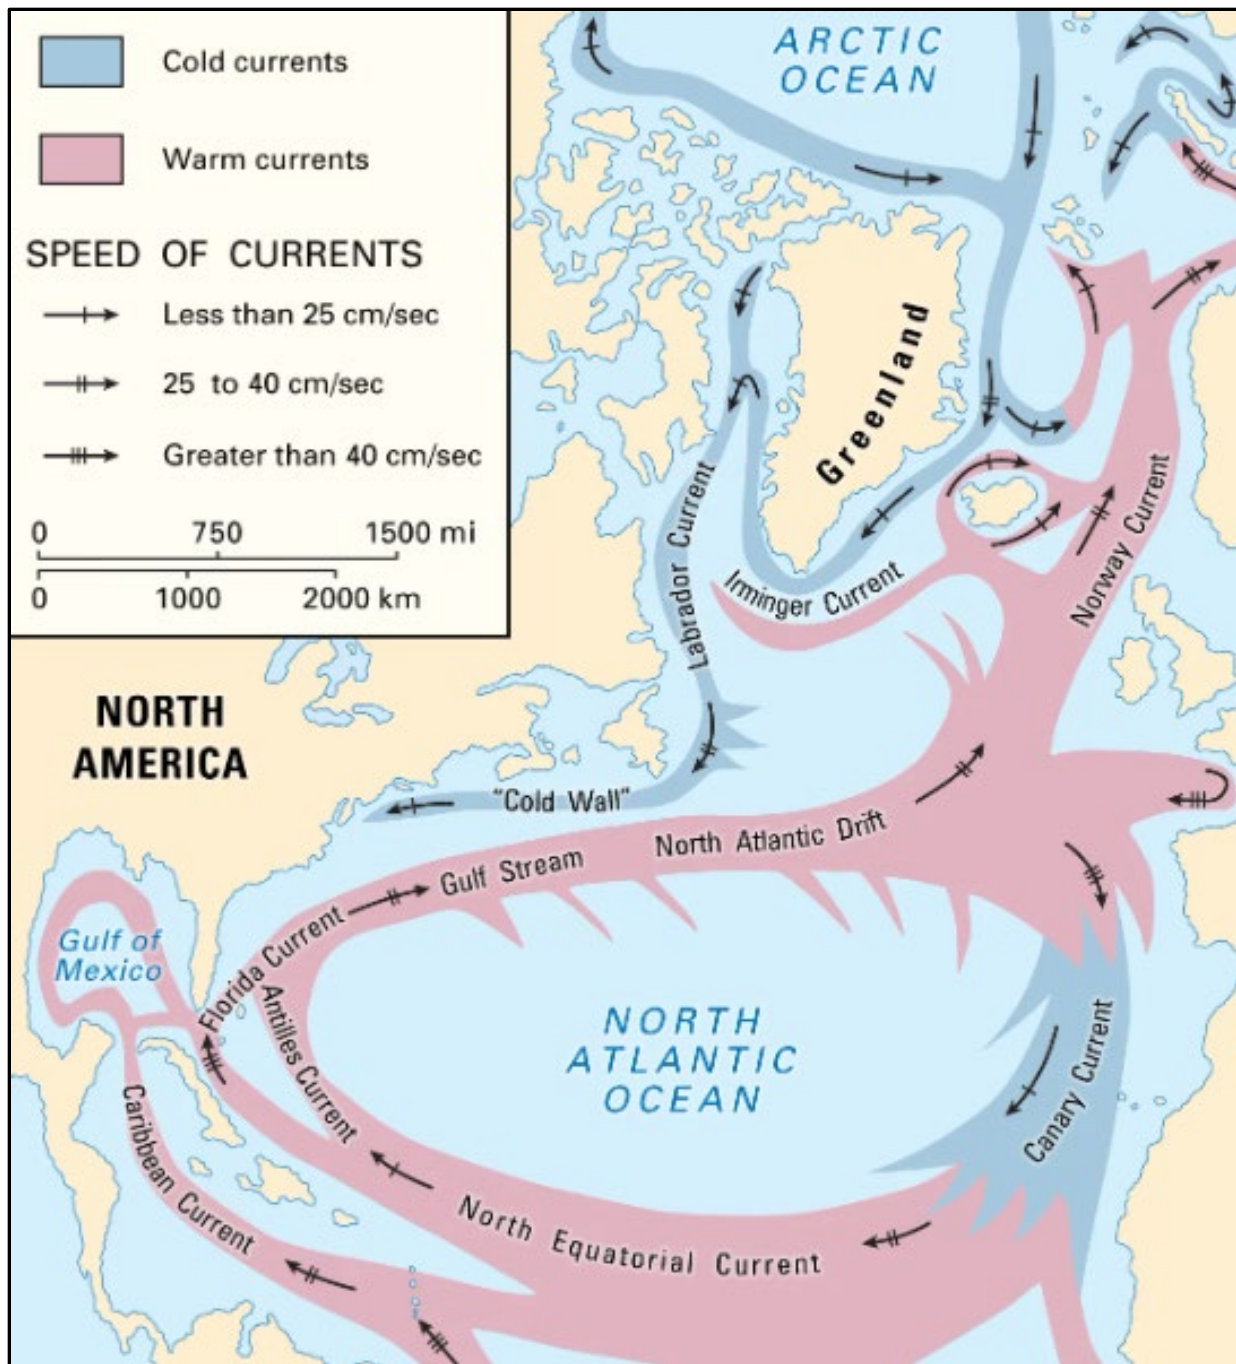 Cold currents
Warm currents
SPEED OF CURRENTS
Less than 25 cm/sec
25 to 40 cm/sec
Greater than 40 cm/sec
0 750 1500 mi
0 1000 2000 km
ARCTIC
OCEAN
Greenland
Labrador Current
Irminger Current
Norway Current
NORTH
AMERICA
"Cold Wall"
North Atlantic Drift
Gulf Stream
Gulf of
Mexico
Florida Current
Antilles Current
NORTH
ATLANTIC
OCEAN
Canary Current
Caribbean Current
North Equatorial Current